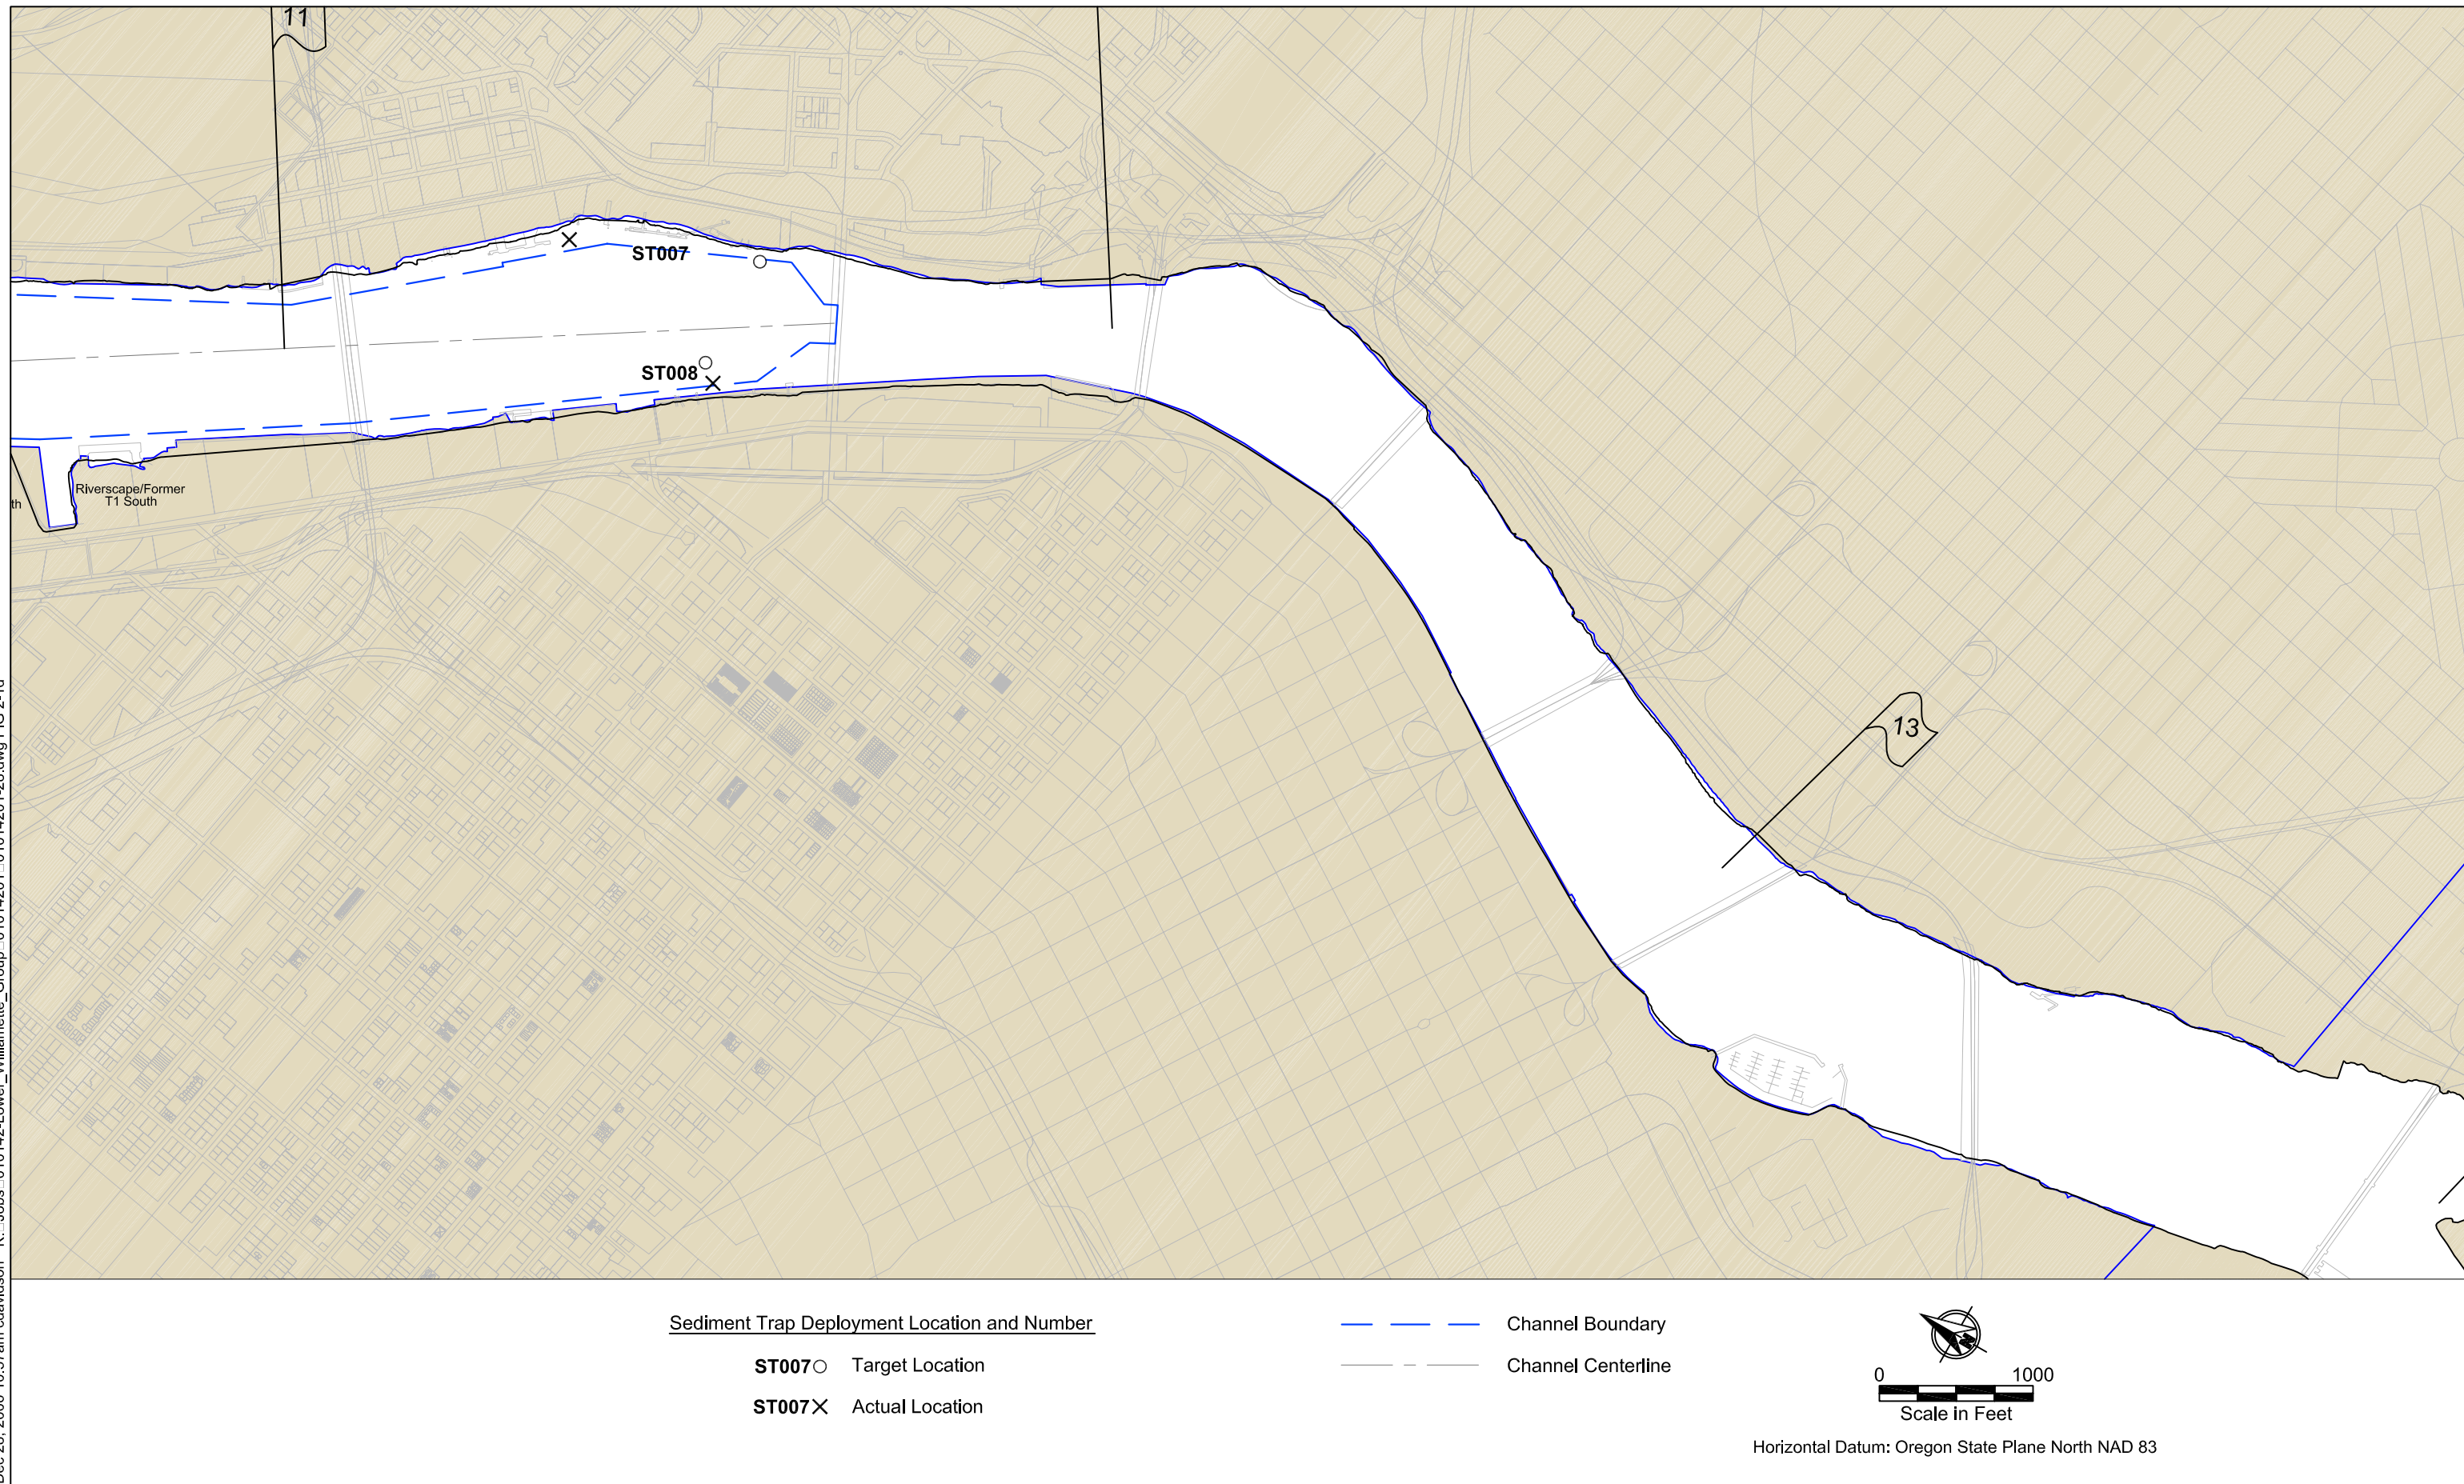 11
ST007
ST008
Riverscape/Former
T1 South
th
13
Sediment Trap Deployment Location and Number
ST007 Target Location
ST007 Actual Location
Channel Boundary
Channel Centerline
N
0 1000
Scale in Feet
Horizontal Datum: Oregon State Plane North NAD 83